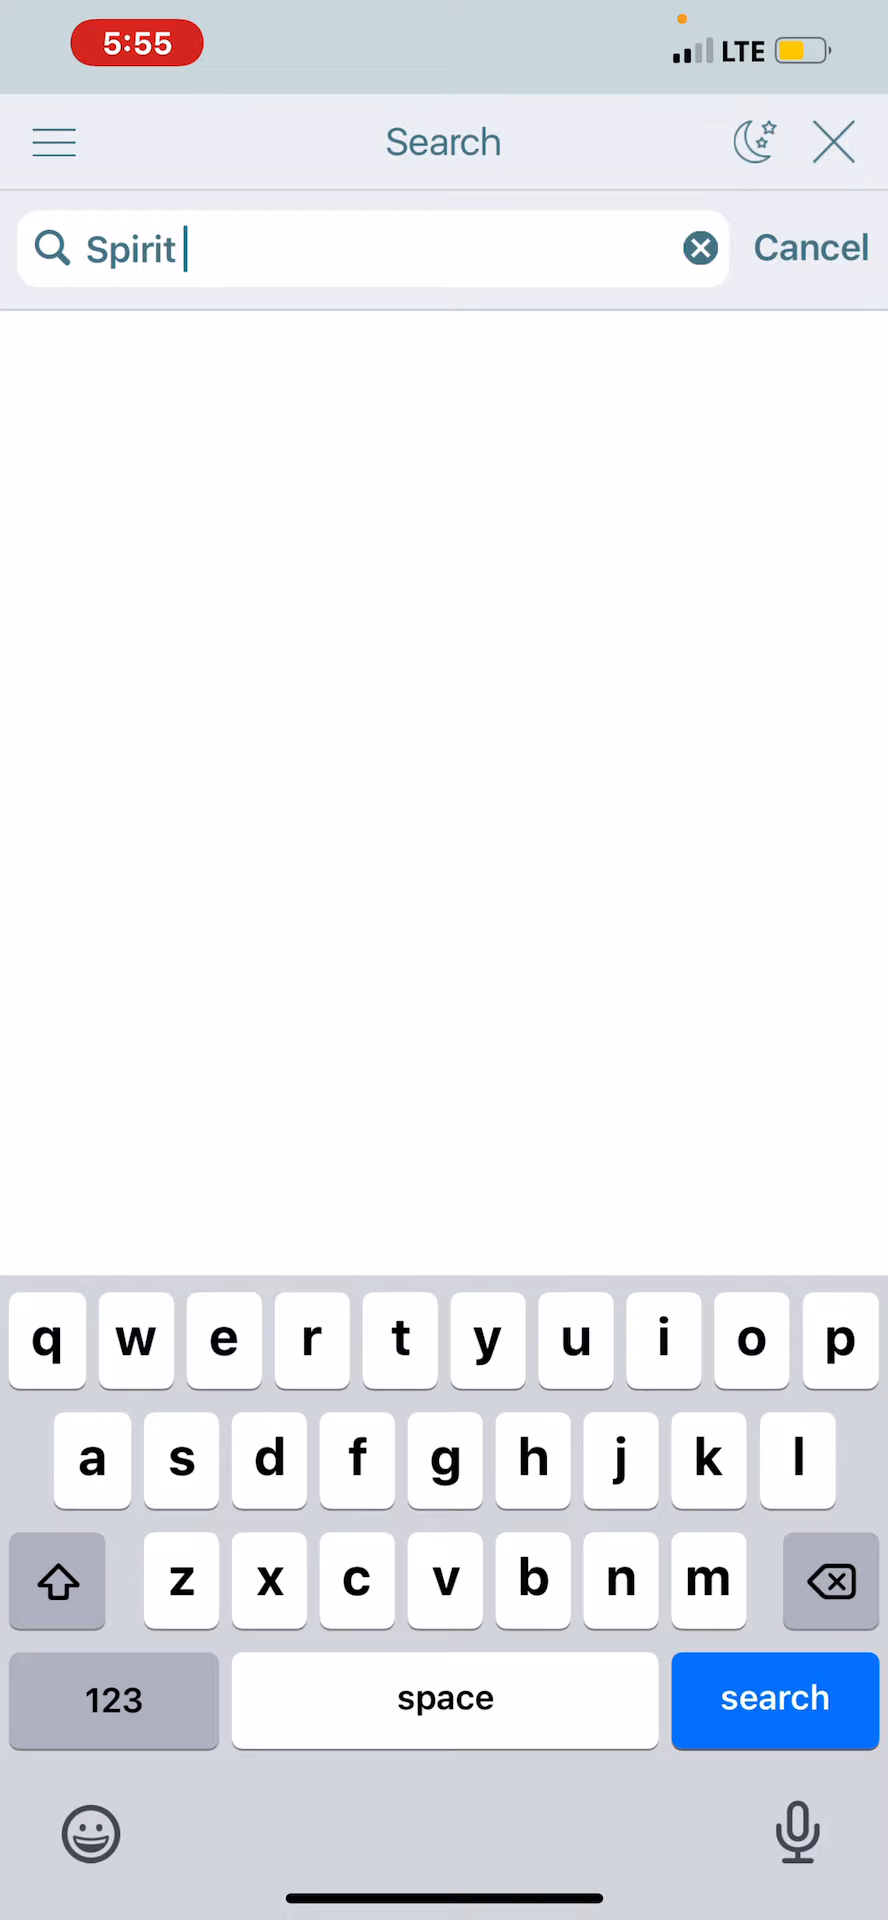 5:55
LTE
Search
Spirit
Cancel
q w e r t y u i o p
a s d f g h j k l
z x c v b n m
123 space search